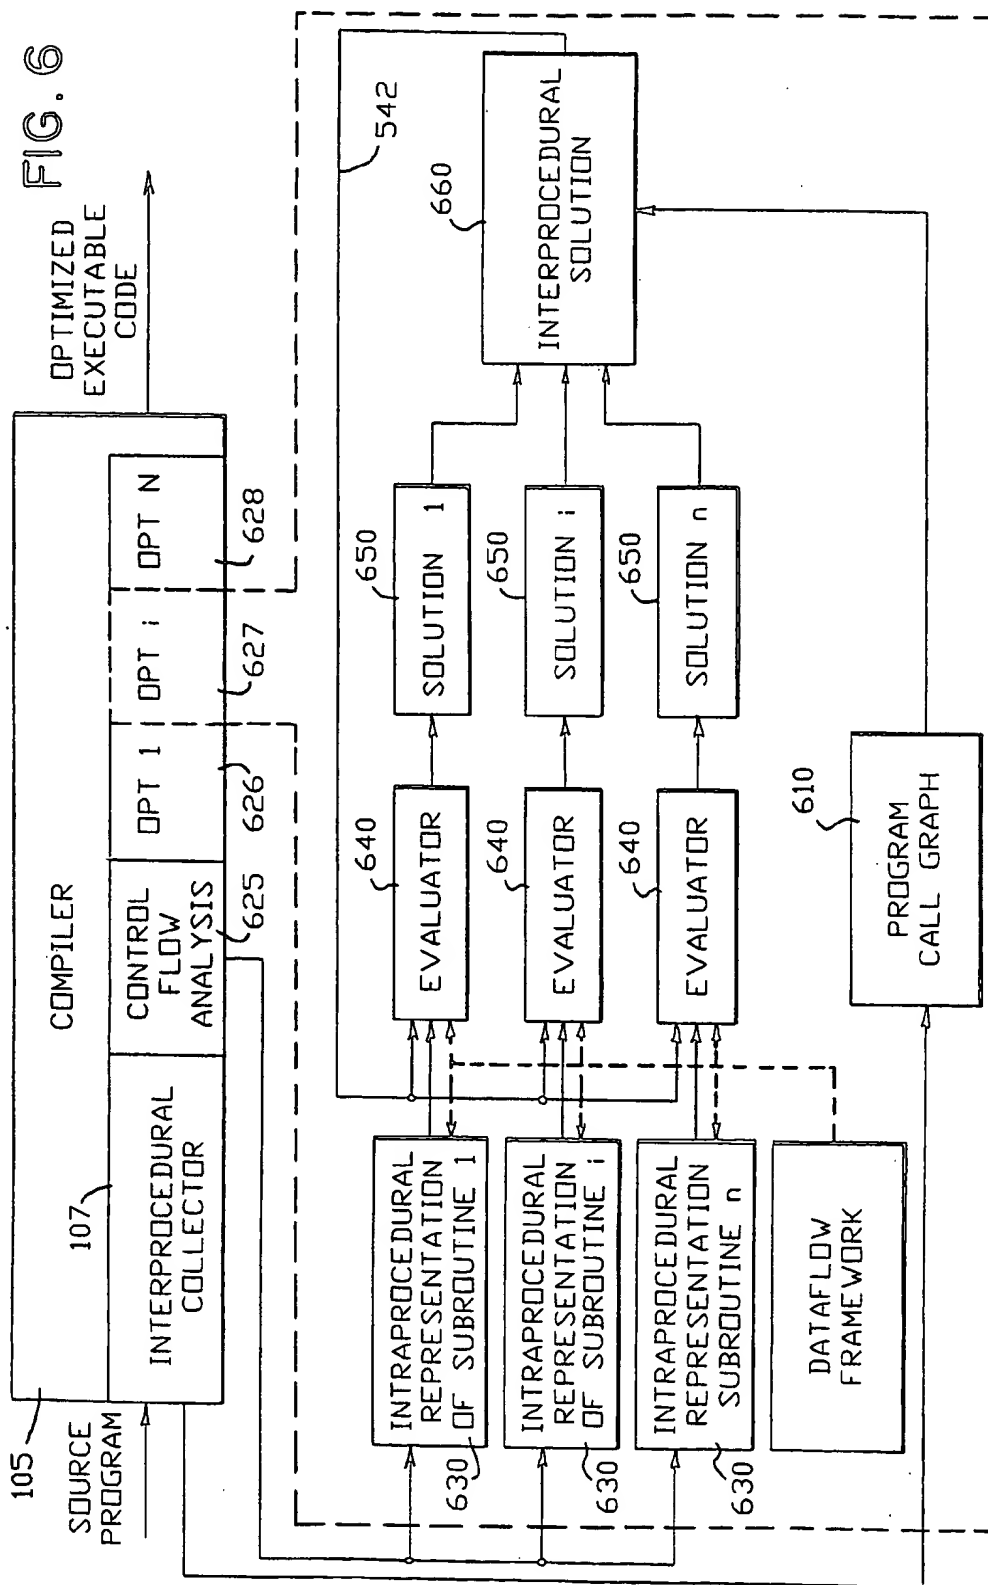 FIG. 6
105
COMPILER
SOURCE
PROGRAM
107
INTERPROCEDURAL
COLLECTOR
CONTROL
FLOW
ANALYSIS
625
OPT 1
626
OPT i
627
OPT N
628
OPTIMIZED
EXECUTABLE
CODE
542
INTRAPROCEDURAL
REPRESENTATION
OF SUBROUTINE 1
630
EVALUATOR
640
SOLUTION 1
650
INTERPROCEDURAL
SOLUTION
660
INTRAPROCEDURAL
REPRESENTATION
OF SUBROUTINE i
630
EVALUATOR
640
SOLUTION i
650
INTRAPROCEDURAL
REPRESENTATION
SUBROUTINE n
630
EVALUATOR
640
SOLUTION n
650
DATAFLOW
FRAMEWORK
PROGRAM
CALL GRAPH
610